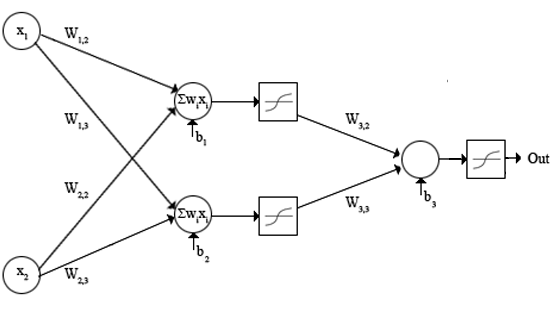 x₁
W₁,₂
W₁,₃
Σwᵢxᵢ
b₁
W₃,₂
Out
b₃
W₂,₂
Σwᵢxᵢ
b₂
W₃,₃
x₂
W₂,₃